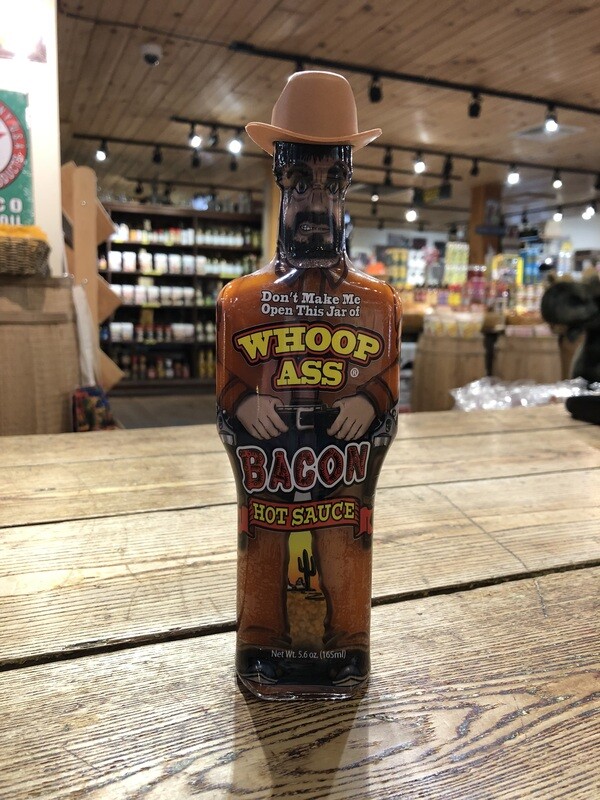 Don't Make Me
Open This Jar of
WHOOP
ASS ®
BACON
HOT SAUCE
Net Wt. 5.6 oz. (165ml)